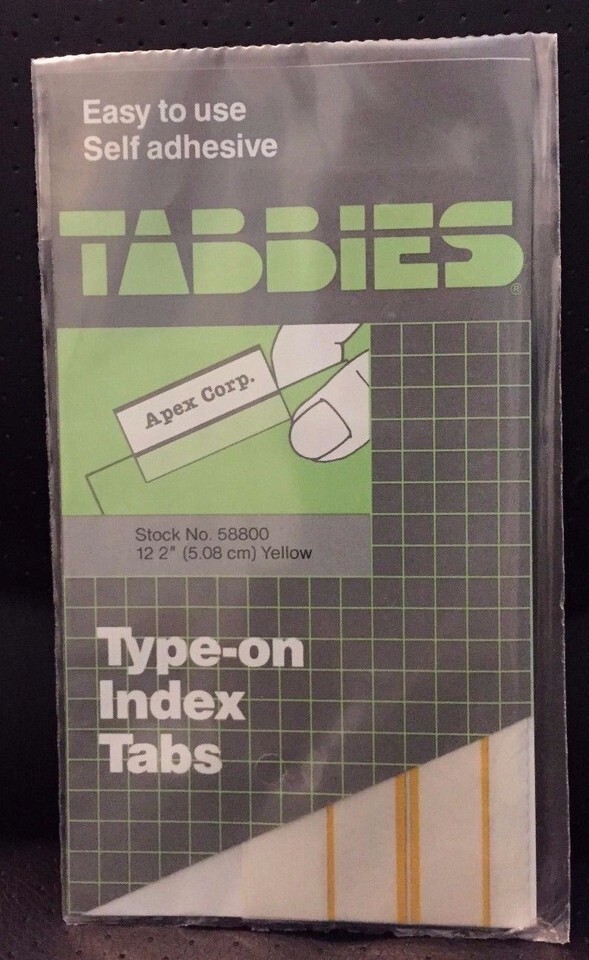 Easy to use
Self adhesive
TABBiES®
Apex Corp.
Stock No. 58800
12 2" (5.08 cm) Yellow
Type-on
Index
Tabs